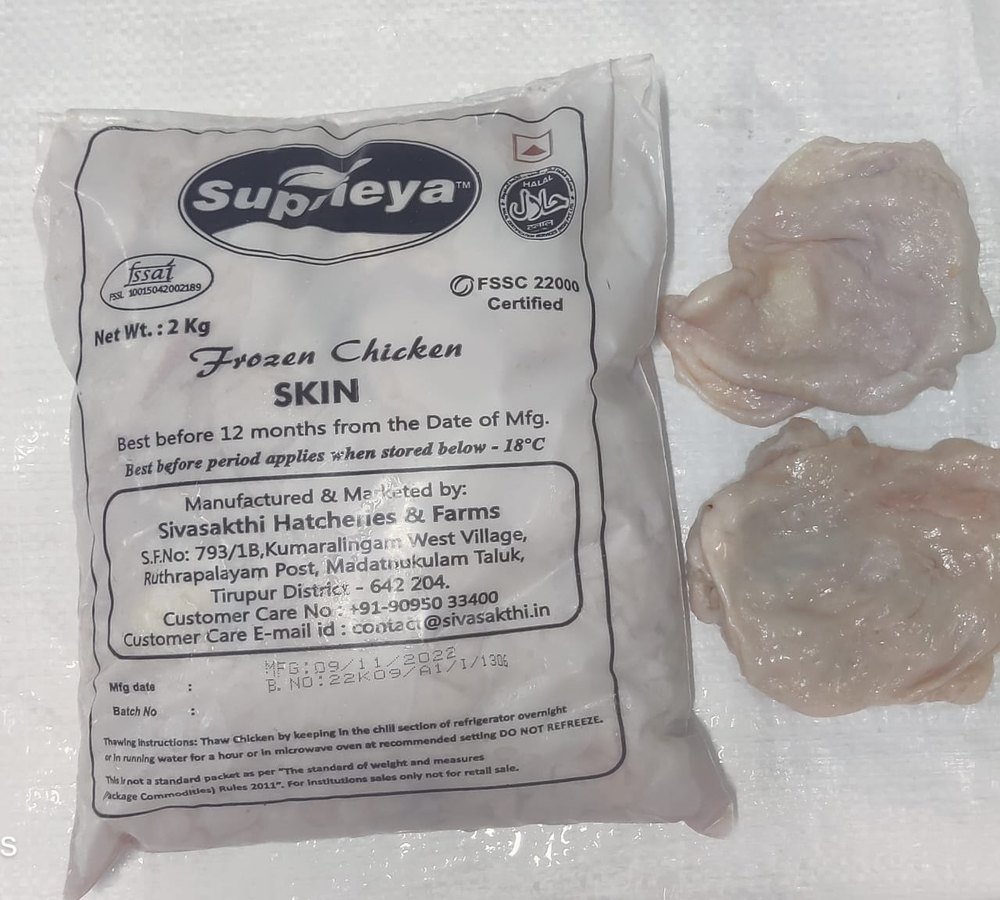 Supreya™
HALAL
حلال
fssai
FSSL 10015042002189
FSSC 22000
Certified
Net Wt. : 2 Kg
Frozen Chicken
SKIN
Best before 12 months from the Date of Mfg.
Best before period applies when stored below - 18°C
Manufactured & Marketed by:
Sivasakthi Hatcheries & Farms
S.F.No: 793/1B,Kumaralingam West Village,
Ruthrapalayam Post, Madathukulam Taluk,
Tirupur District - 642 204.
Customer Care No : +91-90950 33400
Customer Care E-mail id : contact@sivasakthi.in
MFG:09/11/2022
B. NO:22K09/A1/I/1306
Mfg date :
Batch No :
Thawing Instructions: Thaw Chicken by keeping in the chill section of refrigerator overnight
or in running water for a hour or in microwave oven at recommended setting DO NOT REFREEZE.
This is not a standard packet as per "The standard of weight and measures
Package Commodities) Rules 2011". For institutions sales only not for retail sale.
S